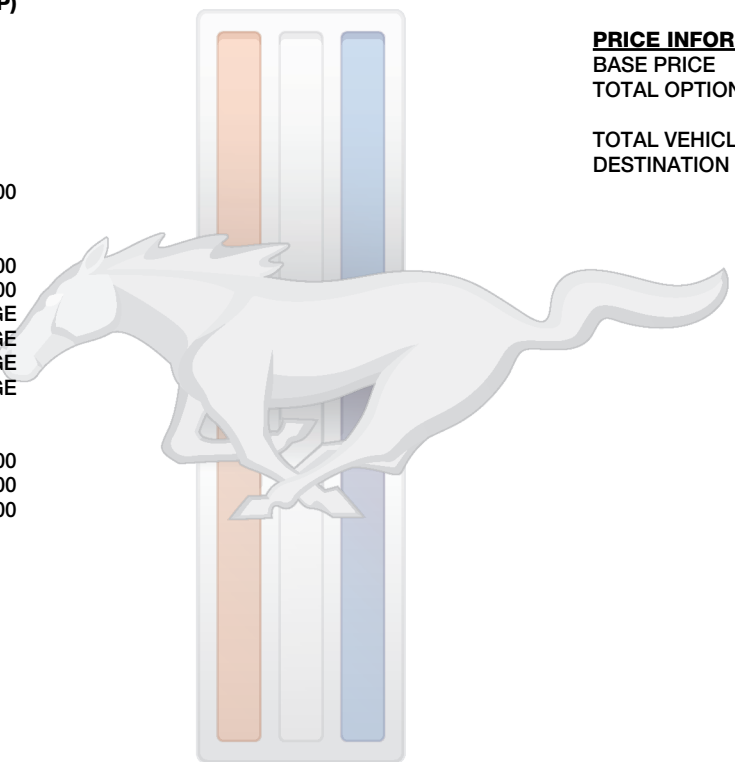 P)
00
00
00
GE
GE
GE
GE
00
00
00
PRICE INFOR
BASE PRICE
TOTAL OPTION
TOTAL VEHICL
DESTINATION